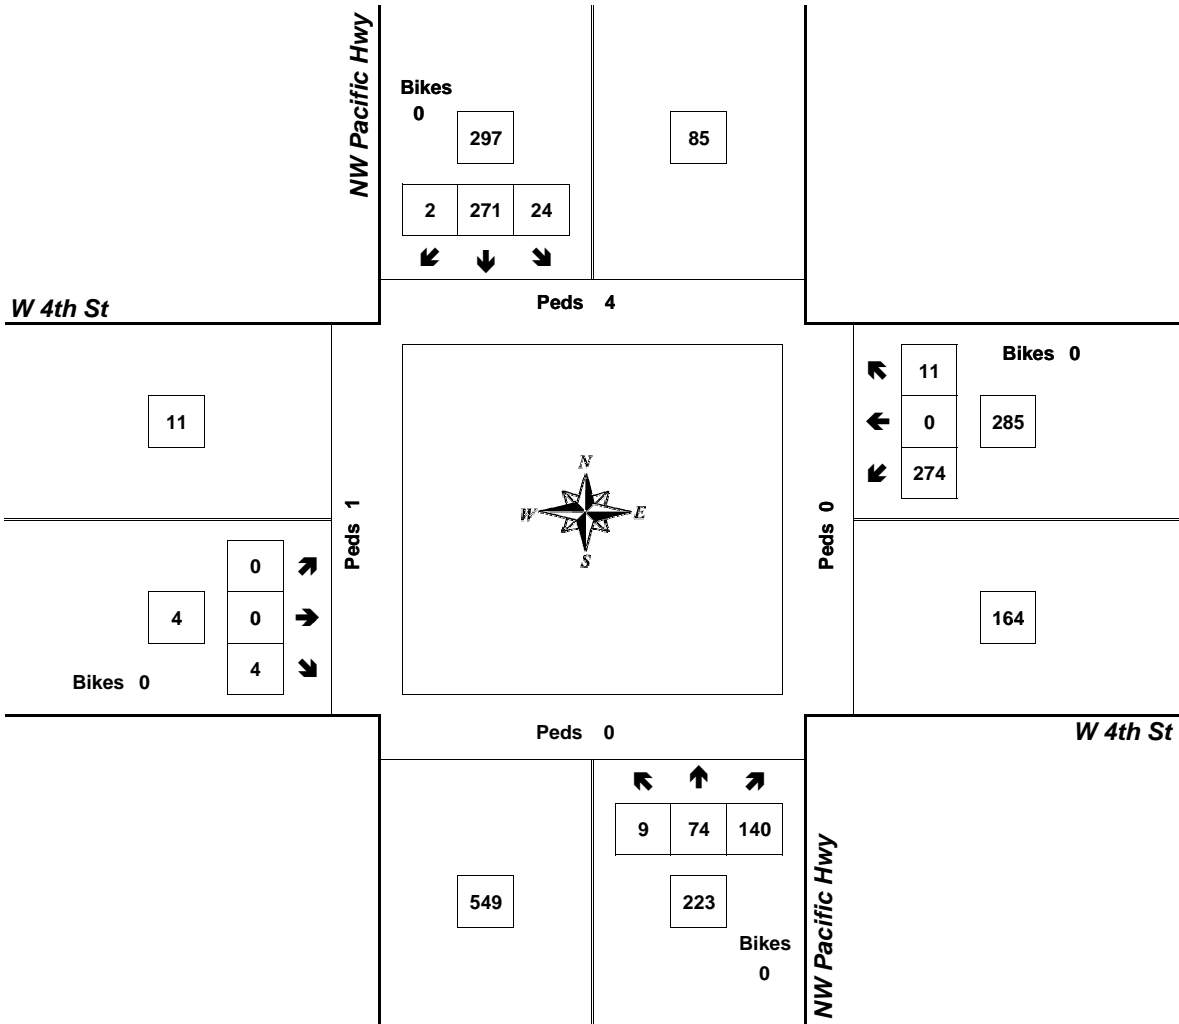 NW Pacific Hwy
Bikes
0
297
85
2 271 24
Peds 4
W 4th St
Bikes 0
11
0
274
285
11
N
W E
S
Peds 1
Peds 0
0
0
4
4
Bikes 0
164
W 4th St
Peds 0
9 74 140
549
223
Bikes
0
NW Pacific Hwy